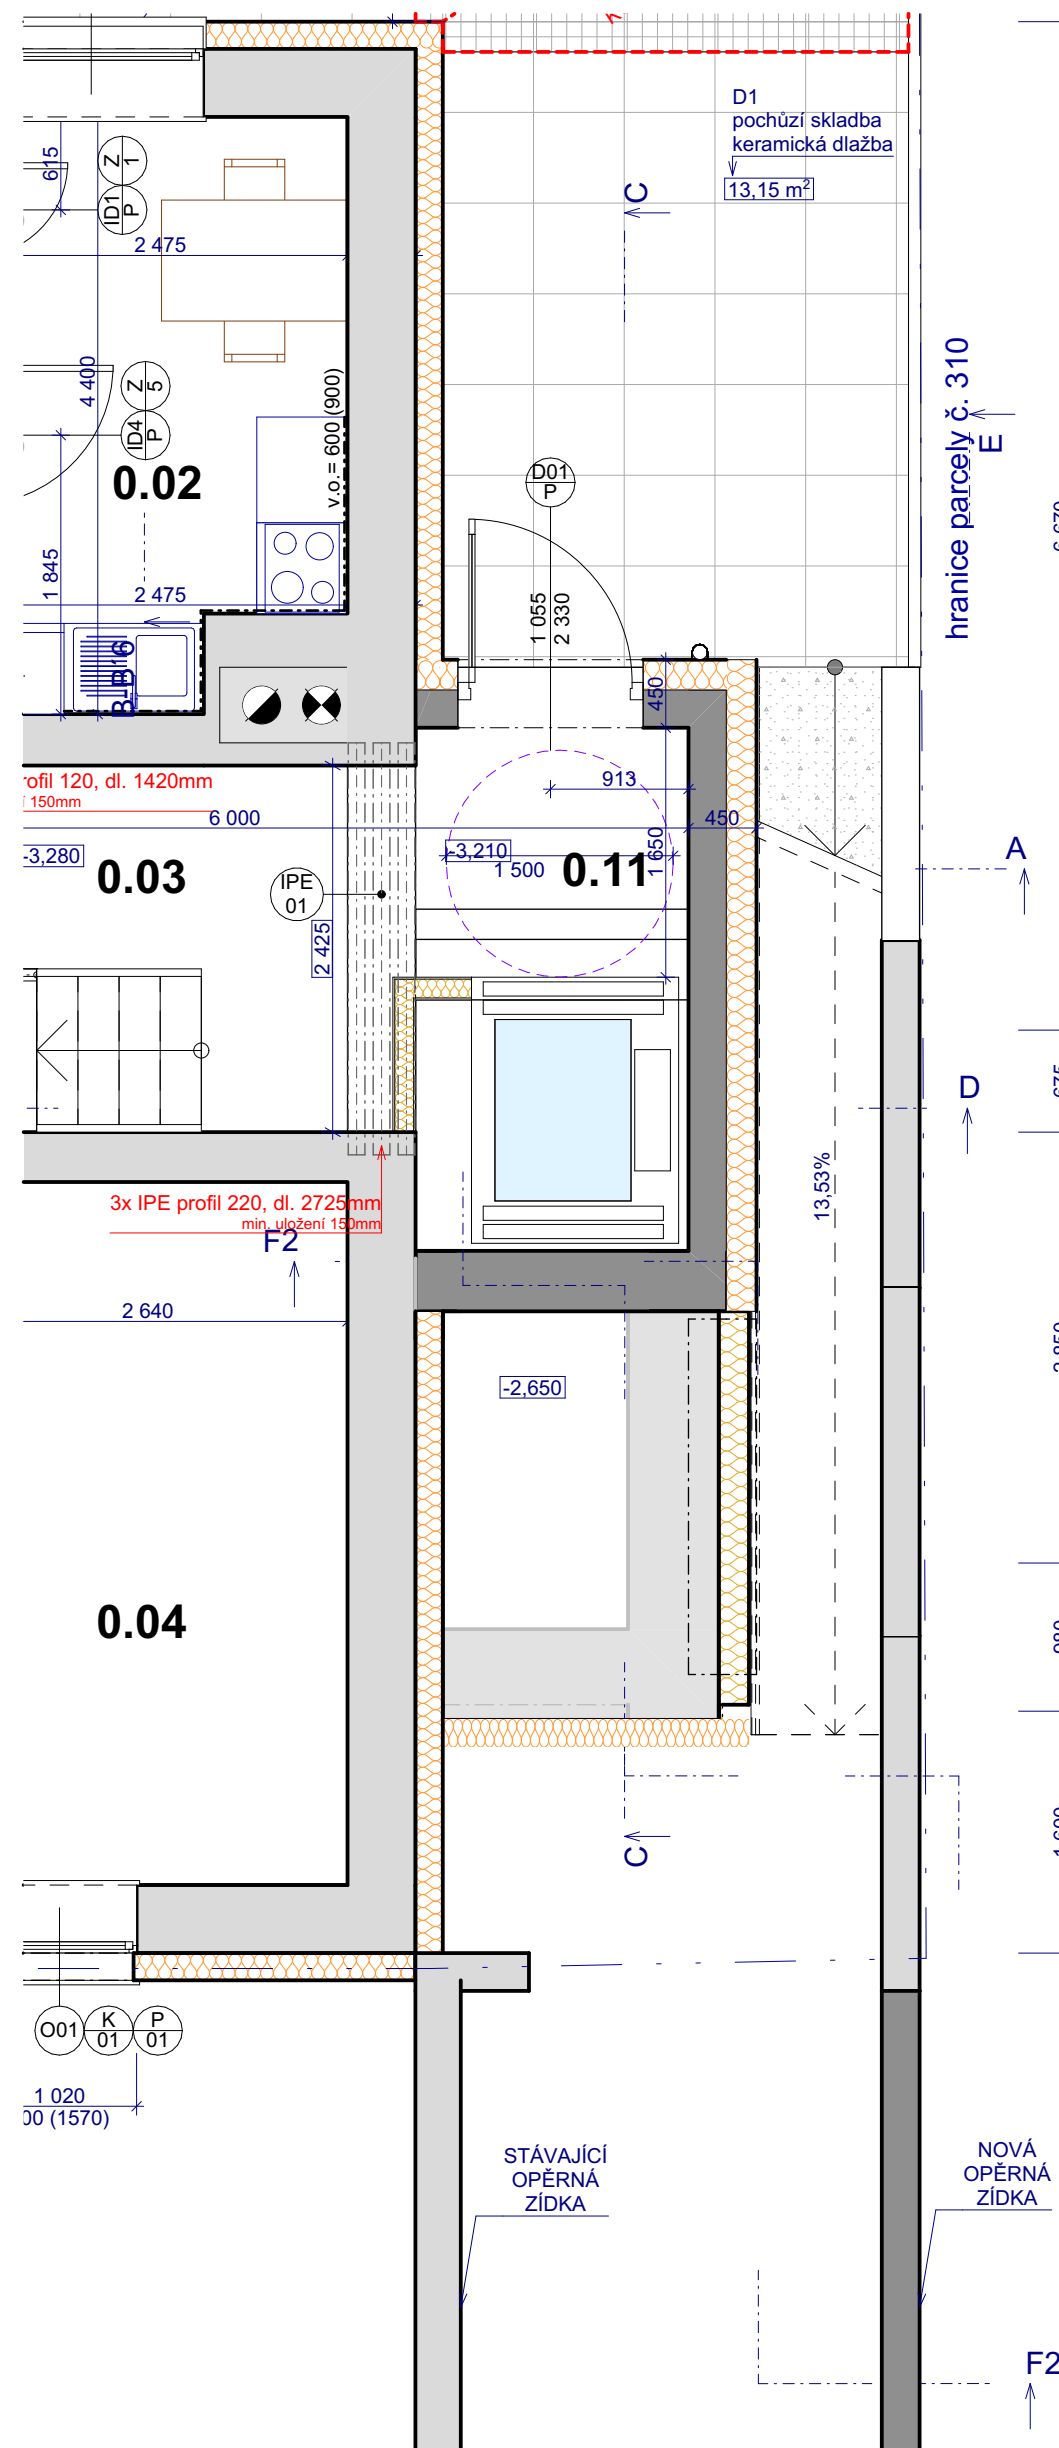 D1
pochůzí skladba
keramická dlažba
13,15 m²
615
Z
1
ID1
P
2 475
C
4 400
Z
5
ID4
P
0.02
v.o.= 600 (900)
hranice parcely č. 310
E
D01
P
1 845
2 475
1 055
2 330
B-B'6
450
rofil 120, dl. 1420mm
150mm
913
6 000
450
-3,280
0.03
-3,210
1 500
0.11
1 650
A
IPE
01
2 425
675
D
13,53%
3x IPE profil 220, dl. 2725mm
min. uložení 150mm
F2
2 640
-2,650
0.04
C
O01
K
01
P
01
1 020
00 (1570)
STÁVAJÍCÍ
OPĚRNÁ
ZÍDKA
NOVÁ
OPĚRNÁ
ZÍDKA
F2